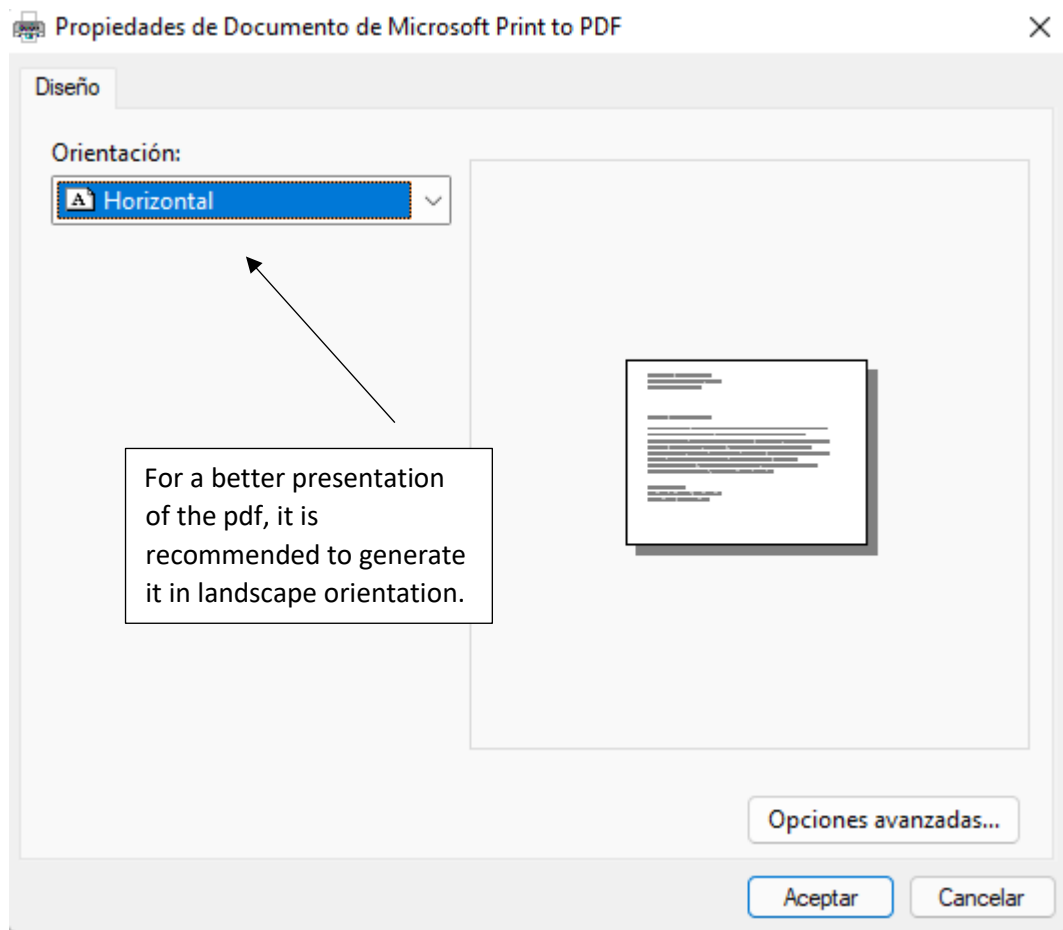 Propiedades de Documento de Microsoft Print to PDF
Diseño
Orientación:
Horizontal
For a better presentation
of the pdf, it is
recommended to generate
it in landscape orientation.
Opciones avanzadas...
Aceptar
Cancelar